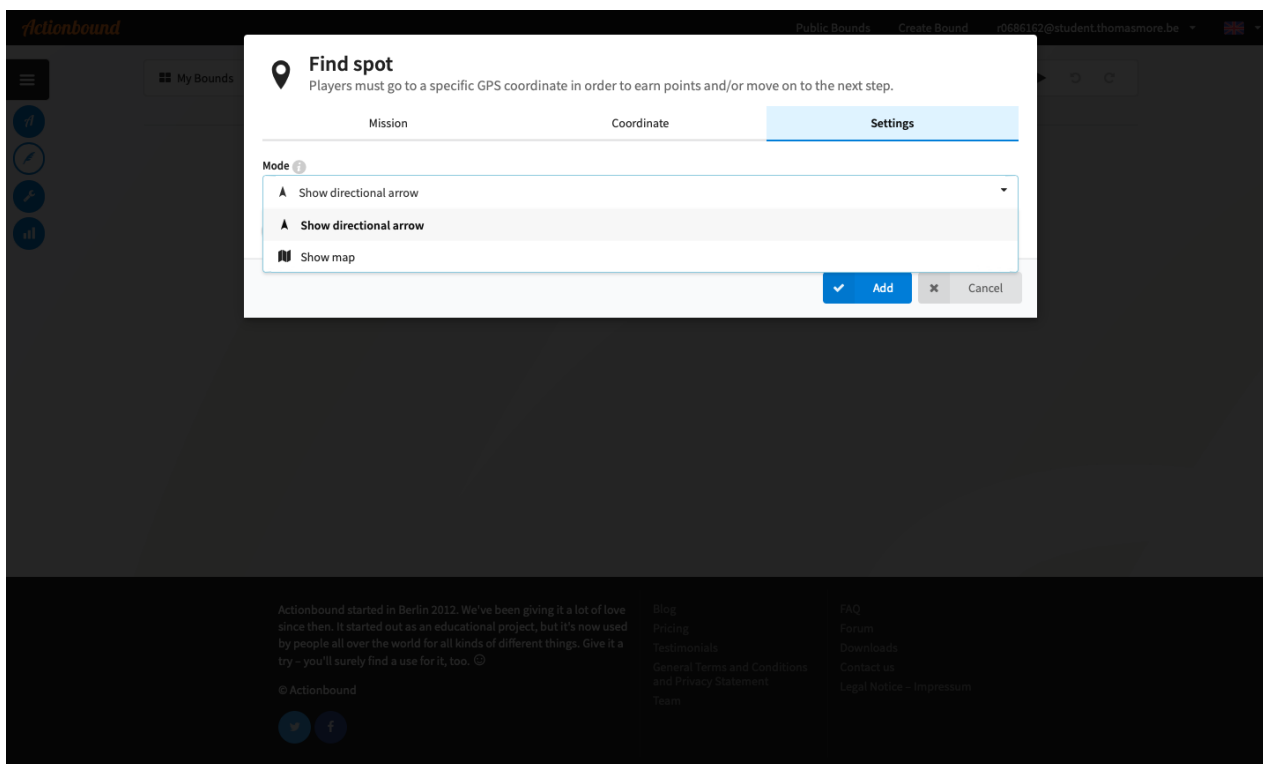 Actionbound
Public Bounds Create Bound r0686162@student.thomasmore.be
My Bounds
Find spot
Players must go to a specific GPS coordinate in order to earn points and/or move on to the next step.
Mission Coordinate Settings
Mode
Show directional arrow
Show directional arrow
Show map
Add Cancel
Actionbound started in Berlin 2012. We've been giving it a lot of love
since then. It started out as an educational project, but it's now used
by people all over the world for all kinds of different things. Give it a
try – you'll surely find a use for it, too. ☺
© Actionbound
Blog
Pricing
Testimonials
General Terms and Conditions
and Privacy Statement
Team
FAQ
Forum
Downloads
Contact us
Legal Notice – Impressum